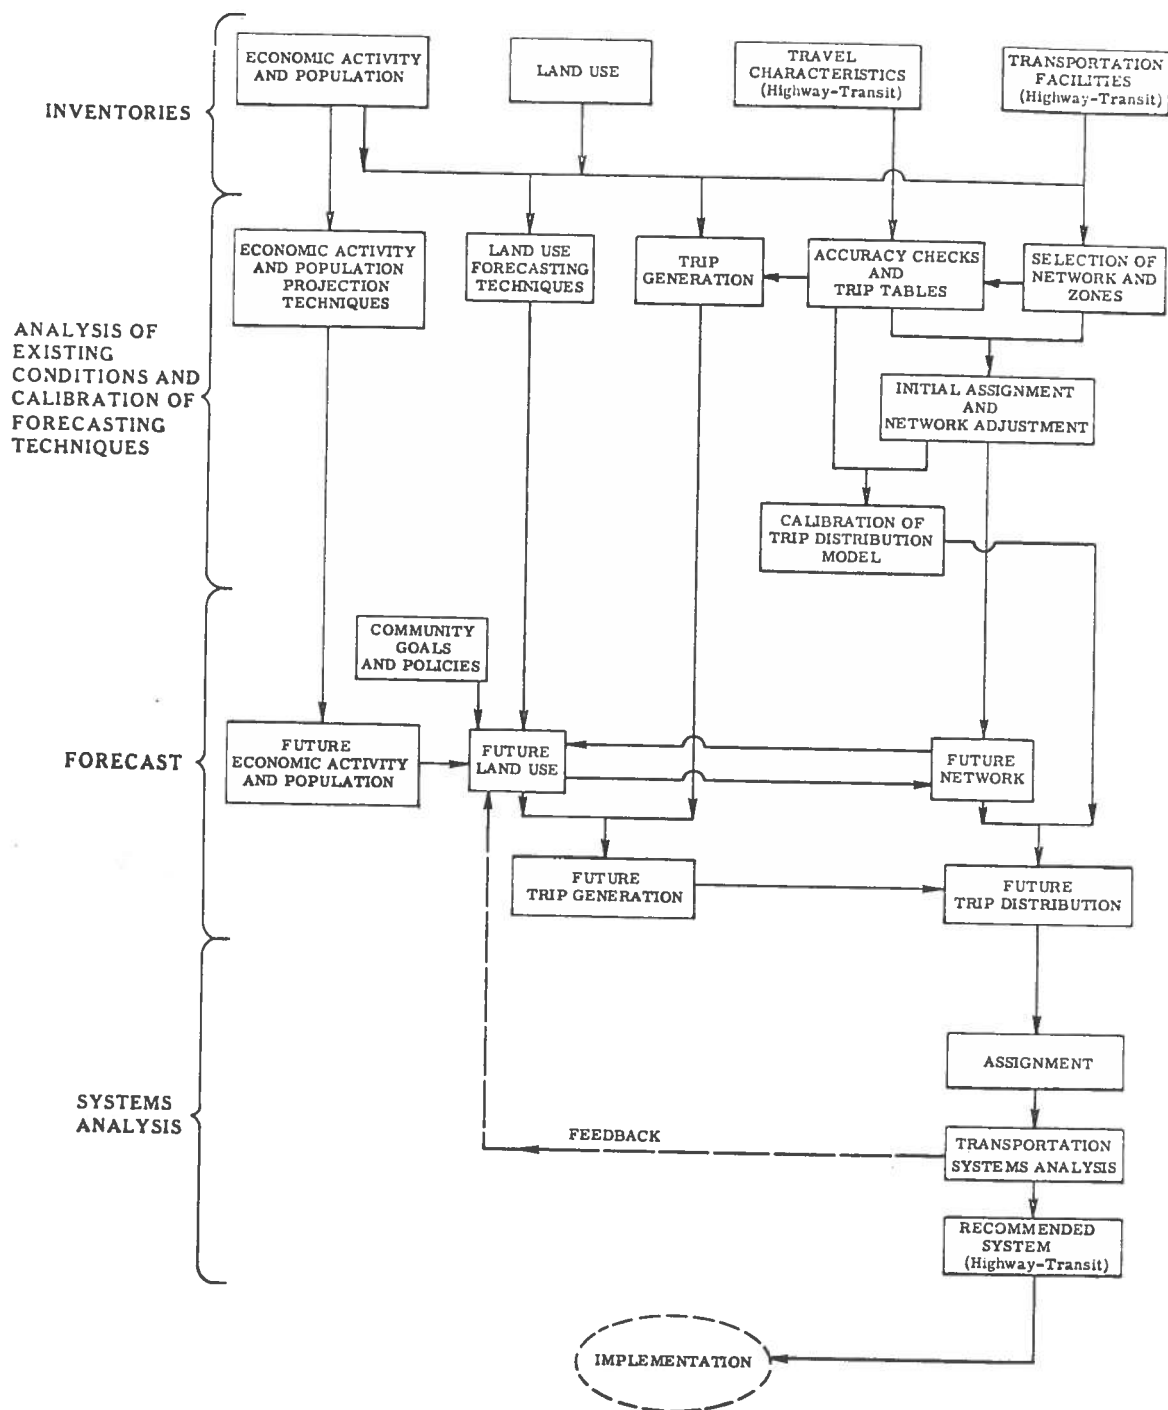 INVENTORIES
ECONOMIC ACTIVITY
AND POPULATION
LAND USE
TRAVEL
CHARACTERISTICS
(Highway-Transit)
TRANSPORTATION
FACILITIES
(Highway-Transit)
ANALYSIS OF
EXISTING
CONDITIONS AND
CALIBRATION OF
FORECASTING
TECHNIQUES
ECONOMIC ACTIVITY
AND POPULATION
PROJECTION
TECHNIQUES
LAND USE
FORECASTING
TECHNIQUES
TRIP
GENERATION
ACCURACY CHECKS
AND
TRIP TABLES
SELECTION OF
NETWORK AND
ZONES
INITIAL ASSIGNMENT
AND
NETWORK ADJUSTMENT
CALIBRATION OF
TRIP DISTRIBUTION
MODEL
FORECAST
COMMUNITY
GOALS
AND POLICIES
FUTURE
ECONOMIC ACTIVITY
AND POPULATION
FUTURE
LAND USE
FUTURE
NETWORK
FUTURE
TRIP GENERATION
FUTURE
TRIP DISTRIBUTION
SYSTEMS
ANALYSIS
ASSIGNMENT
FEEDBACK
TRANSPORTATION
SYSTEMS ANALYSIS
RECOMMENDED
SYSTEM
(Highway-Transit)
IMPLEMENTATION